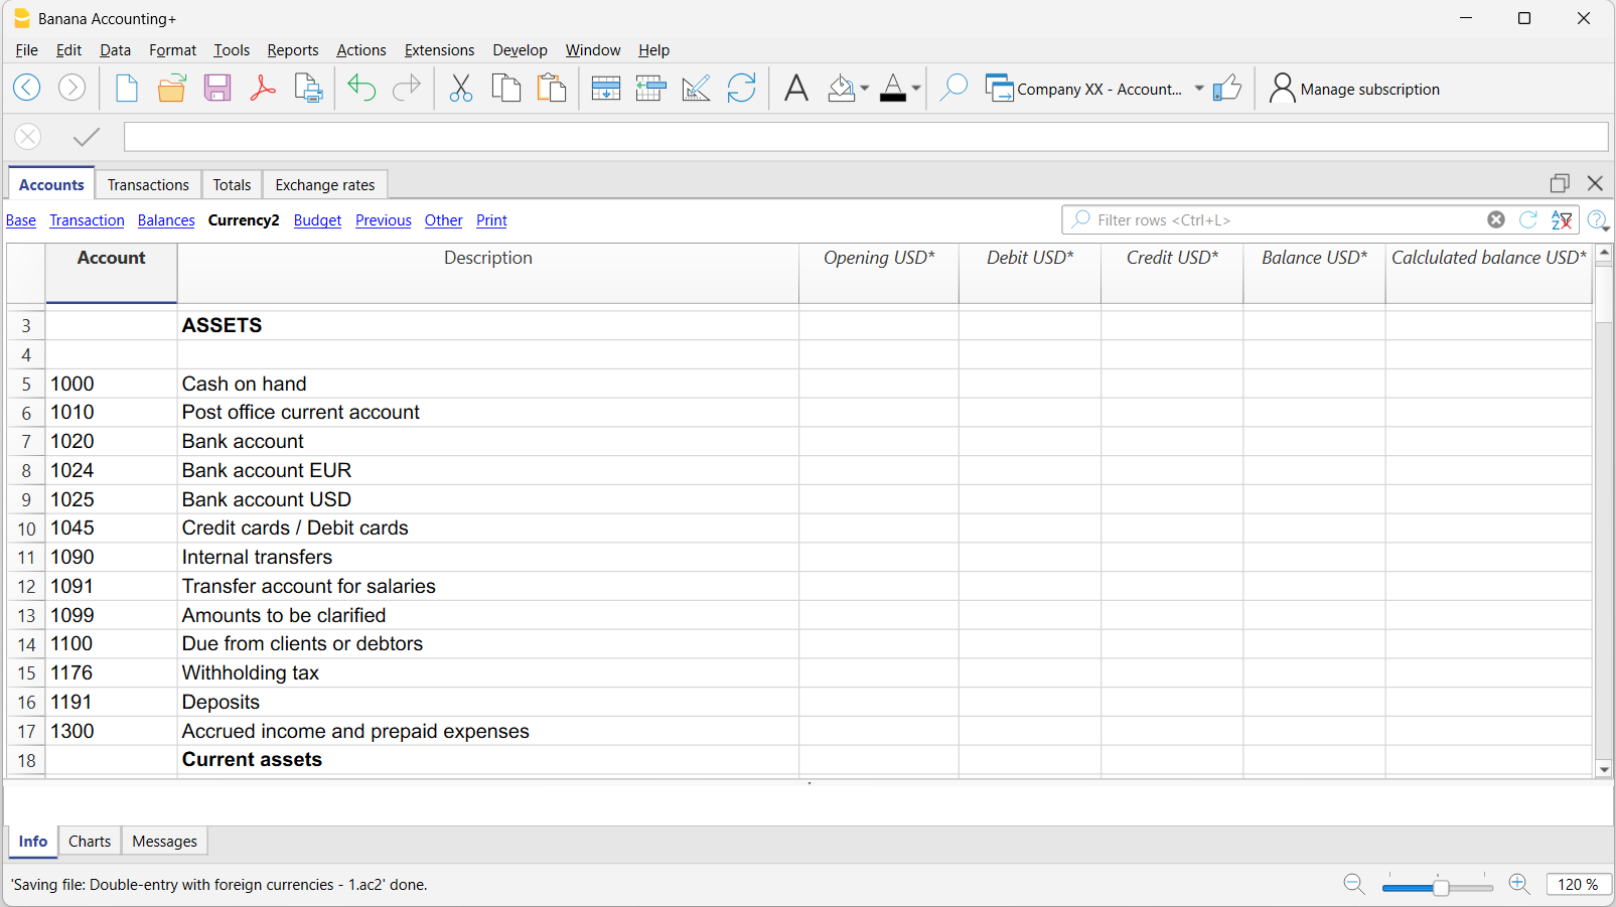 Banana Accounting+
File Edit Data Format Tools Reports Actions Extensions Develop Window Help
Company XX - Account... Manage subscription
Accounts Transactions Totals Exchange rates
Base Transaction Balances Currency2 Budget Previous Other Print Filter rows <Ctrl+L>
Account Description Opening USD* Debit USD* Credit USD* Balance USD* Calclulated balance USD*
3 ASSETS
4
5 1000 Cash on hand
6 1010 Post office current account
7 1020 Bank account
8 1024 Bank account EUR
9 1025 Bank account USD
10 1045 Credit cards / Debit cards
11 1090 Internal transfers
12 1091 Transfer account for salaries
13 1099 Amounts to be clarified
14 1100 Due from clients or debtors
15 1176 Withholding tax
16 1191 Deposits
17 1300 Accrued income and prepaid expenses
18 Current assets
Info Charts Messages
'Saving file: Double-entry with foreign currencies - 1.ac2' done. 120 %